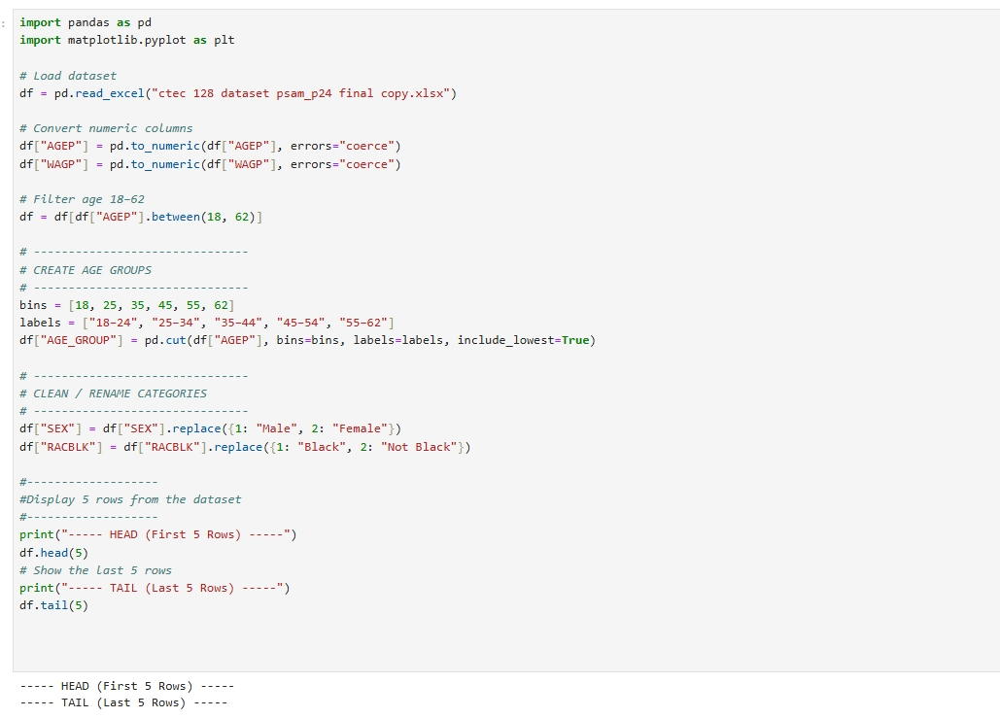 import pandas as pd
import matplotlib.pyplot as plt
# Load dataset
df = pd.read_excel("ctec 128 dataset psam_p24 final copy.xlsx")
# Convert numeric columns
df["AGEP"] = pd.to_numeric(df["AGEP"], errors="coerce")
df["WAGP"] = pd.to_numeric(df["WAGP"], errors="coerce")
# Filter age 18–62
df = df[df["AGEP"].between(18, 62)]
# -------------------------------
# CREATE AGE GROUPS
# -------------------------------
bins = [18, 25, 35, 45, 55, 62]
labels = ["18–24", "25–34", "35–44", "45–54", "55–62"]
df["AGE_GROUP"] = pd.cut(df["AGEP"], bins=bins, labels=labels, include_lowest=True)
# -------------------------------
# CLEAN / RENAME CATEGORIES
# -------------------------------
df["SEX"] = df["SEX"].replace({1: "Male", 2: "Female"})
df["RACBLK"] = df["RACBLK"].replace({1: "Black", 2: "Not Black"})
#-------------------
#Display 5 rows from the dataset
#-------------------
print("----- HEAD (First 5 Rows) -----")
df.head(5)
# Show the last 5 rows
print("----- TAIL (Last 5 Rows) -----")
df.tail(5)
----- HEAD (First 5 Rows) -----
----- TAIL (Last 5 Rows) -----